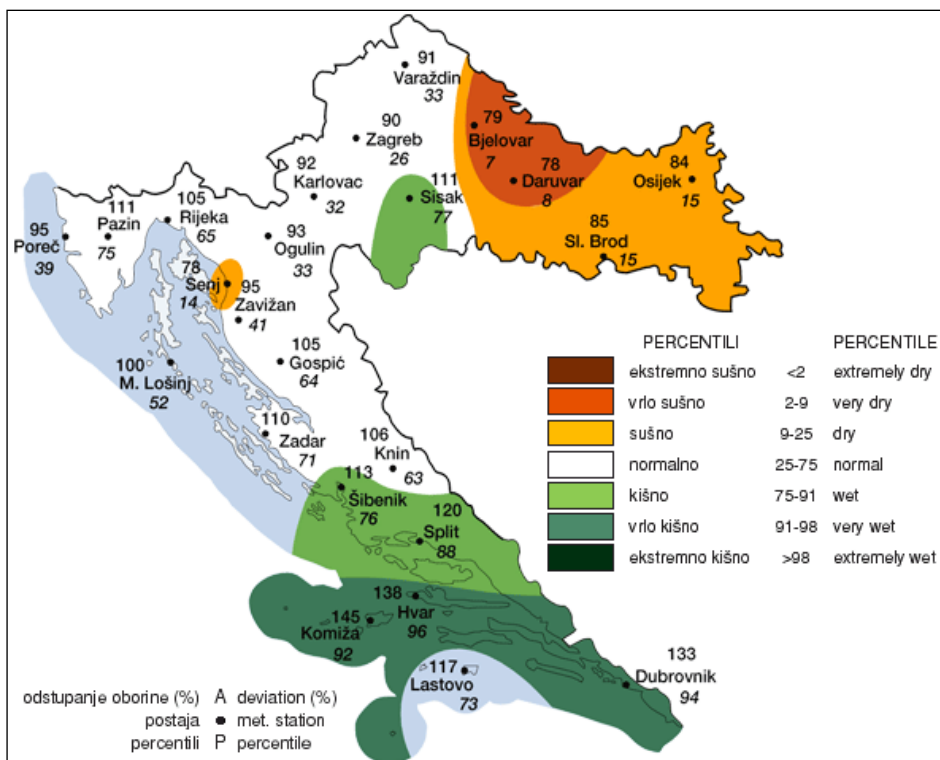 91
Varaždin
33
90
Zagreb
26
79
Bjelovar
7
78
Daruvar
8
84
Osijek
15
85
Sl. Brod
15
92
Karlovac
32
111
Sisak
77
95
Poreč
39
111
Pazin
75
105
Rijeka
65
93
Ogulin
33
78
Senj
14
95
Zavižan
41
105
Gospić
64
100
M. Lošinj
52
110
Zadar
71
106
Knin
63
113
Šibenik
76
120
Split
88
138
Hvar
96
145
Komiža
92
117
Lastovo
73
133
Dubrovnik
94
PERCENTILI PERCENTILE
ekstremno sušno <2 extremely dry
vrlo sušno 2-9 very dry
sušno 9-25 dry
normalno 25-75 normal
kišno 75-91 wet
vrlo kišno 91-98 very wet
ekstremno kišno >98 extremely wet
odstupanje oborine (%) A deviation (%)
postaja met. station
percentili P percentile